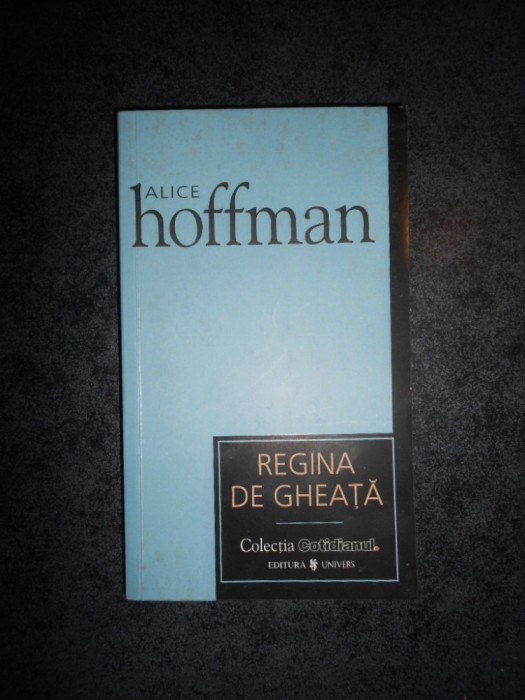 ALICE
hoffman
REGINA
DE GHEAȚĂ
Colecția Cotidianul.
EDITURA UNIVERS